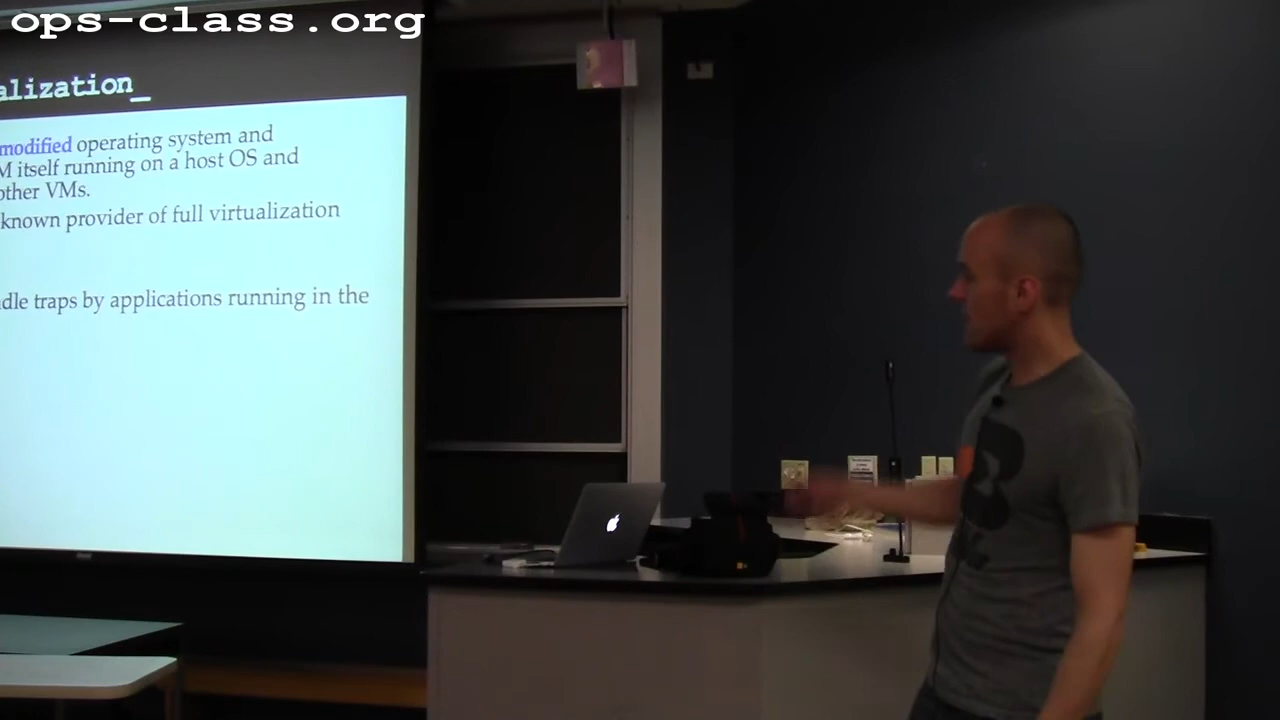 ops-class.org
alization_
modified operating system and
M itself running on a host OS and
other VMs.
known provider of full virtualization
dle traps by applications running in the